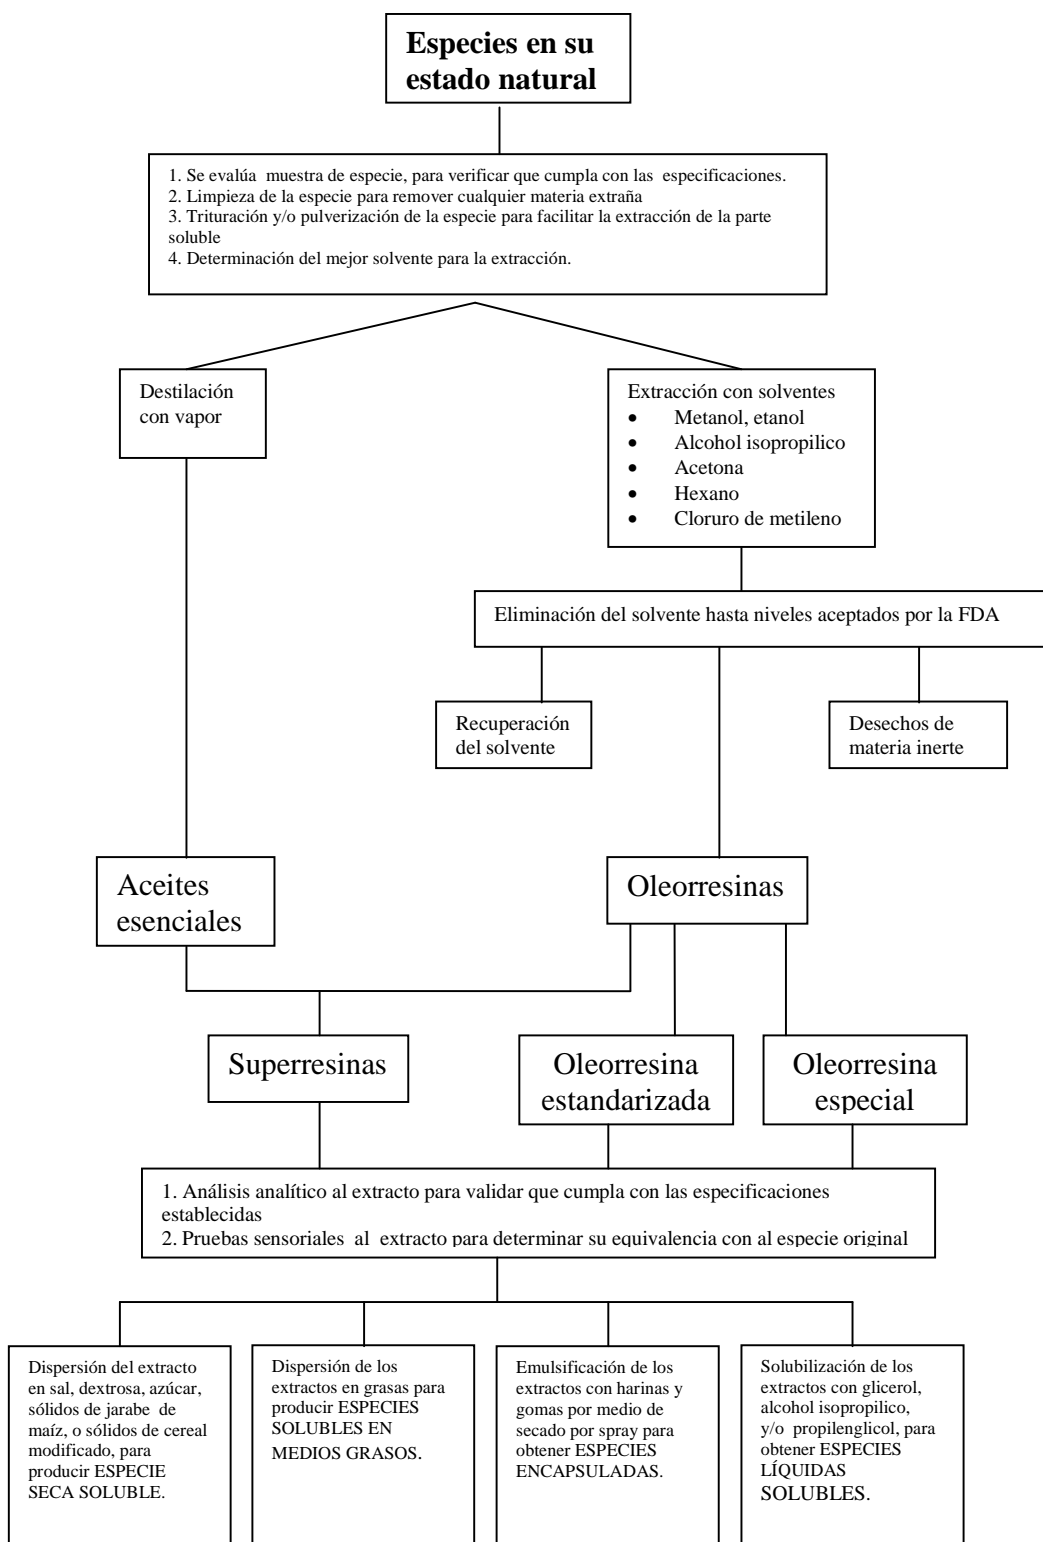 Especies en su
estado natural
1. Se evalúa muestra de especie, para verificar que cumpla con las especificaciones.
2. Limpieza de la especie para remover cualquier materia extraña
3. Trituración y/o pulverización de la especie para facilitar la extracción de la parte
soluble
4. Determinación del mejor solvente para la extracción.
Destilación
con vapor
Extracción con solventes
• Metanol, etanol
• Alcohol isopropilico
• Acetona
• Hexano
• Cloruro de metileno
Eliminación del solvente hasta niveles aceptados por la FDA
Recuperación
del solvente
Desechos de
materia inerte
Aceites
esenciales
Oleorresinas
Superresinas
Oleorresina
estandarizada
Oleorresina
especial
1. Análisis analítico al extracto para validar que cumpla con las especificaciones
establecidas
2. Pruebas sensoriales al extracto para determinar su equivalencia con al especie original
Dispersión del extracto
en sal, dextrosa, azúcar,
sólidos de jarabe de
maíz, o sólidos de cereal
modificado, para
producir ESPECIE
SECA SOLUBLE.
Dispersión de los
extractos en grasas para
producir ESPECIES
SOLUBLES EN
MEDIOS GRASOS.
Emulsificación de los
extractos con harinas y
gomas por medio de
secado por spray para
obtener ESPECIES
ENCAPSULADAS.
Solubilización de los
extractos con glicerol,
alcohol isopropilico,
y/o propilenglicol, para
obtener ESPECIES
LÍQUIDAS
SOLUBLES.